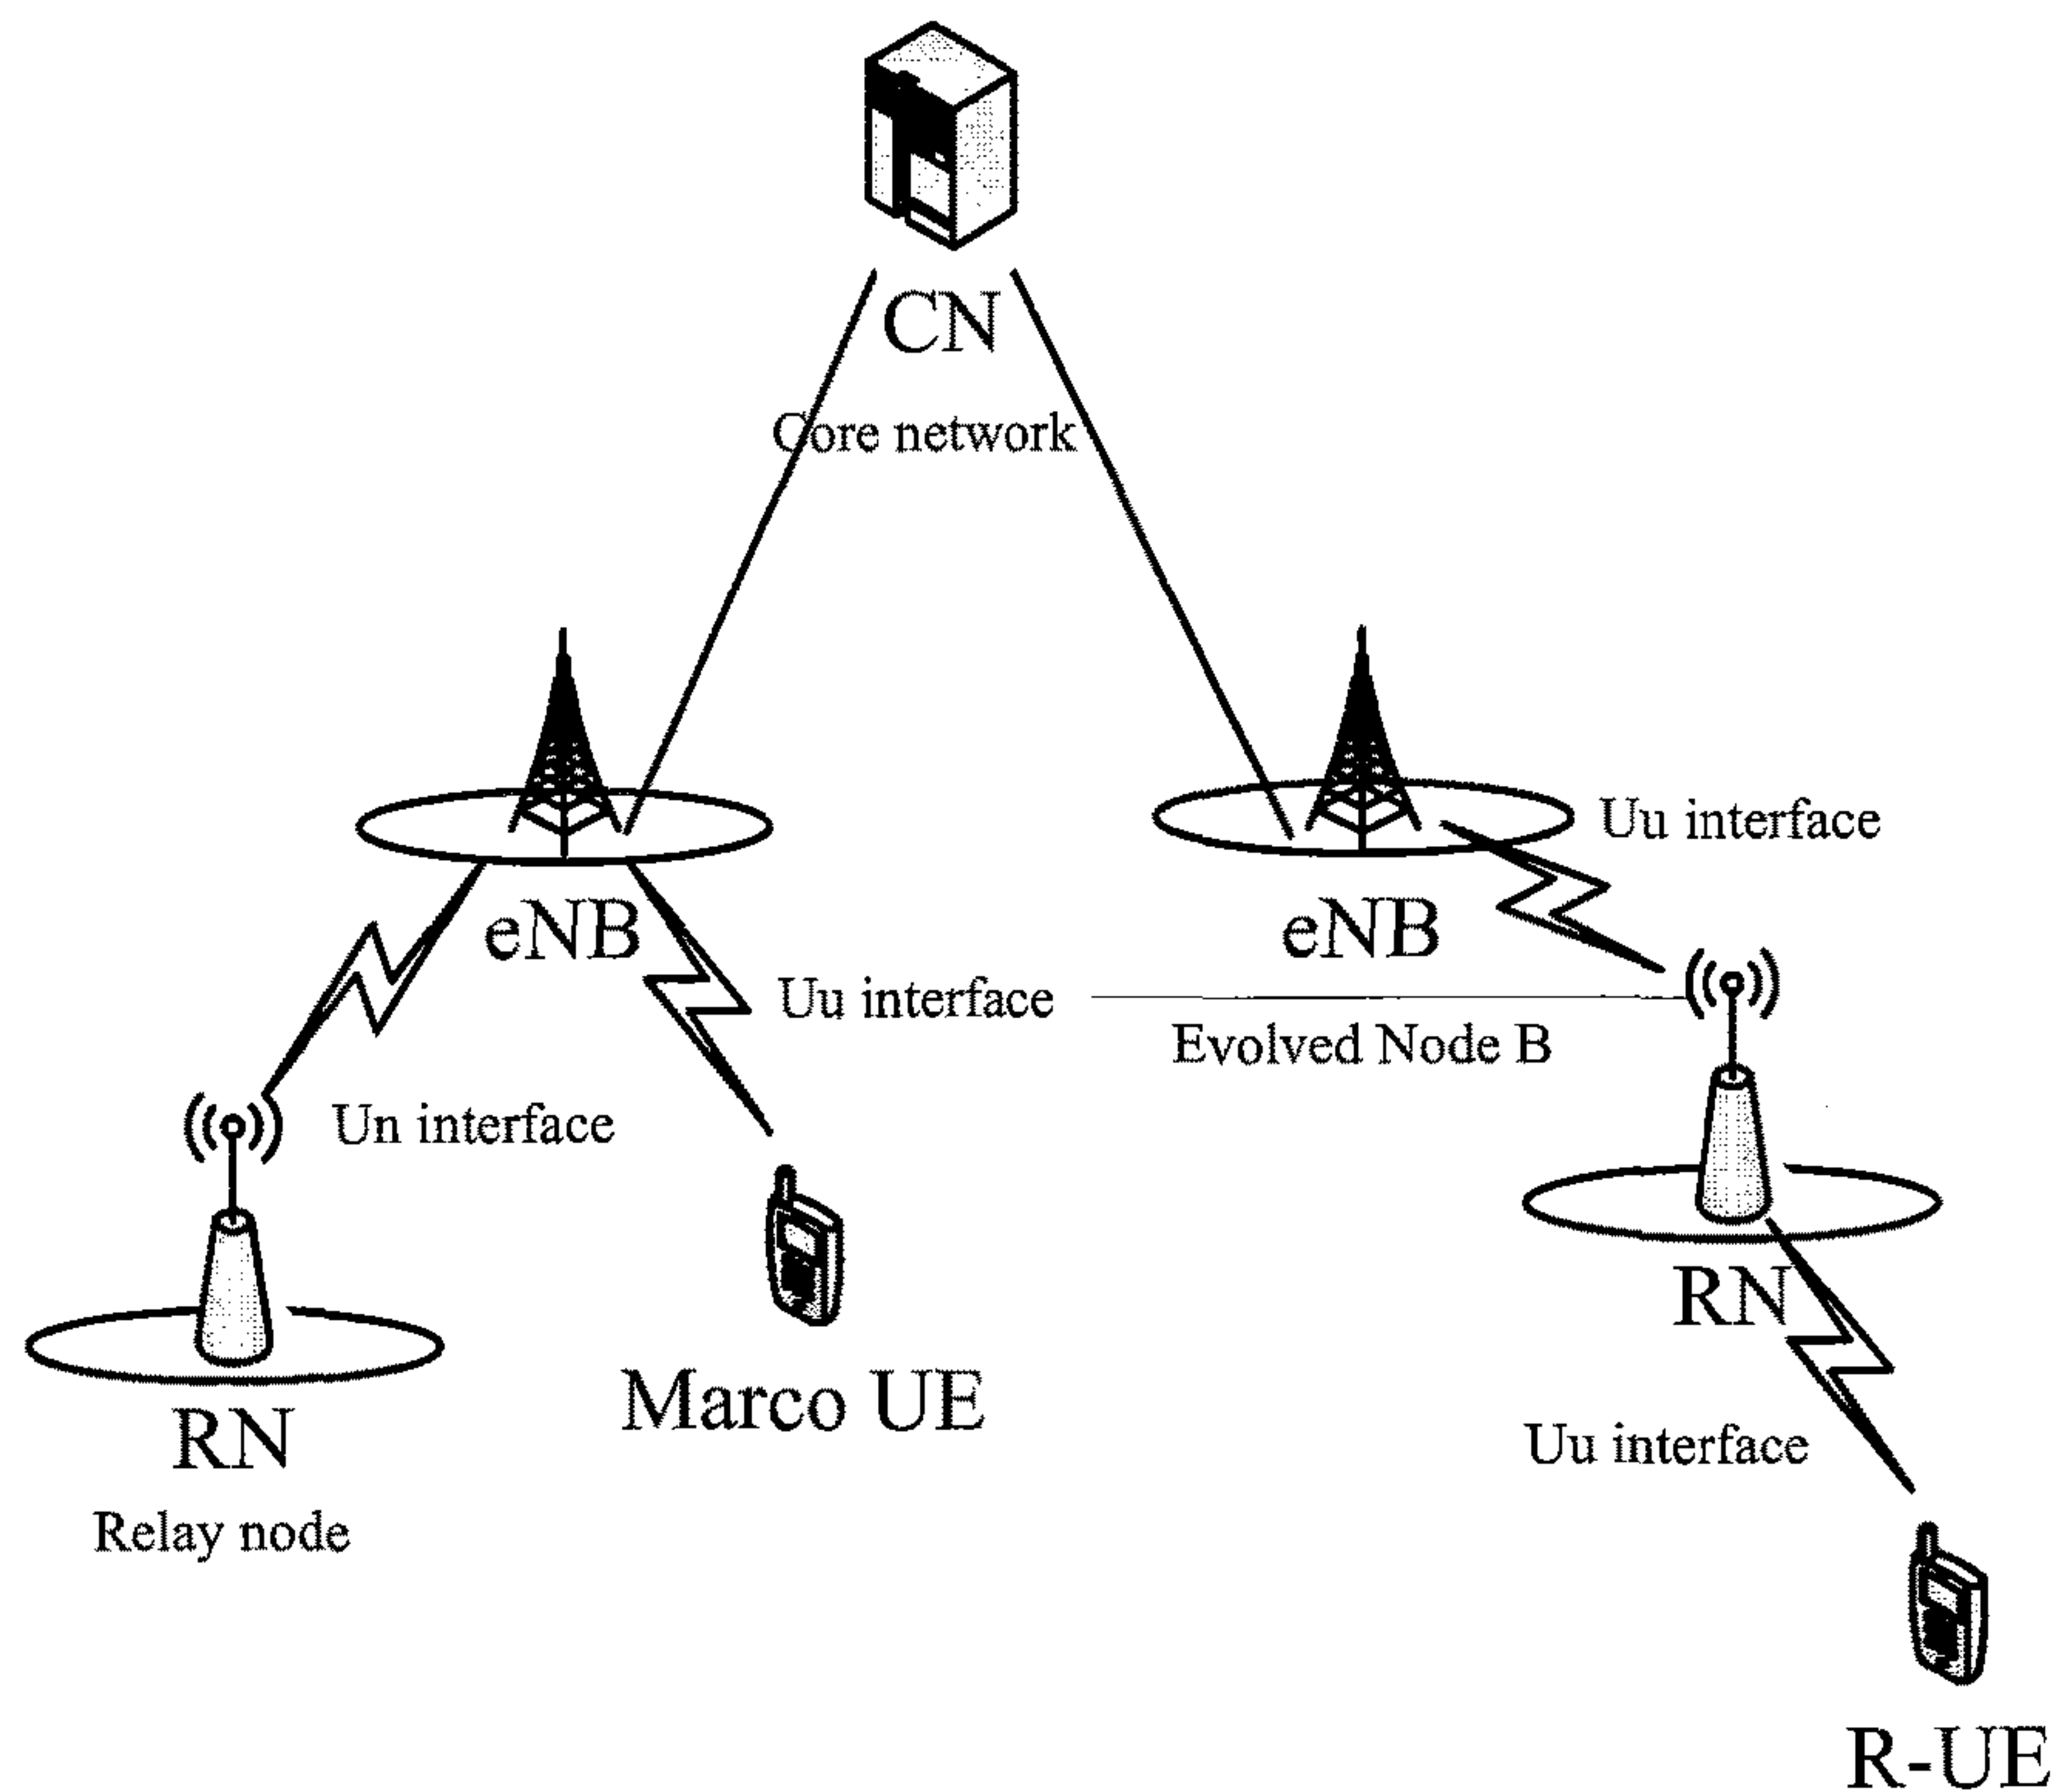 CN
Core network
Uu interface
eNB
eNB
Uu interface
Evolved Node B
Un interface
RN
Marco UE
RN
Relay node
Uu interface
R-UE